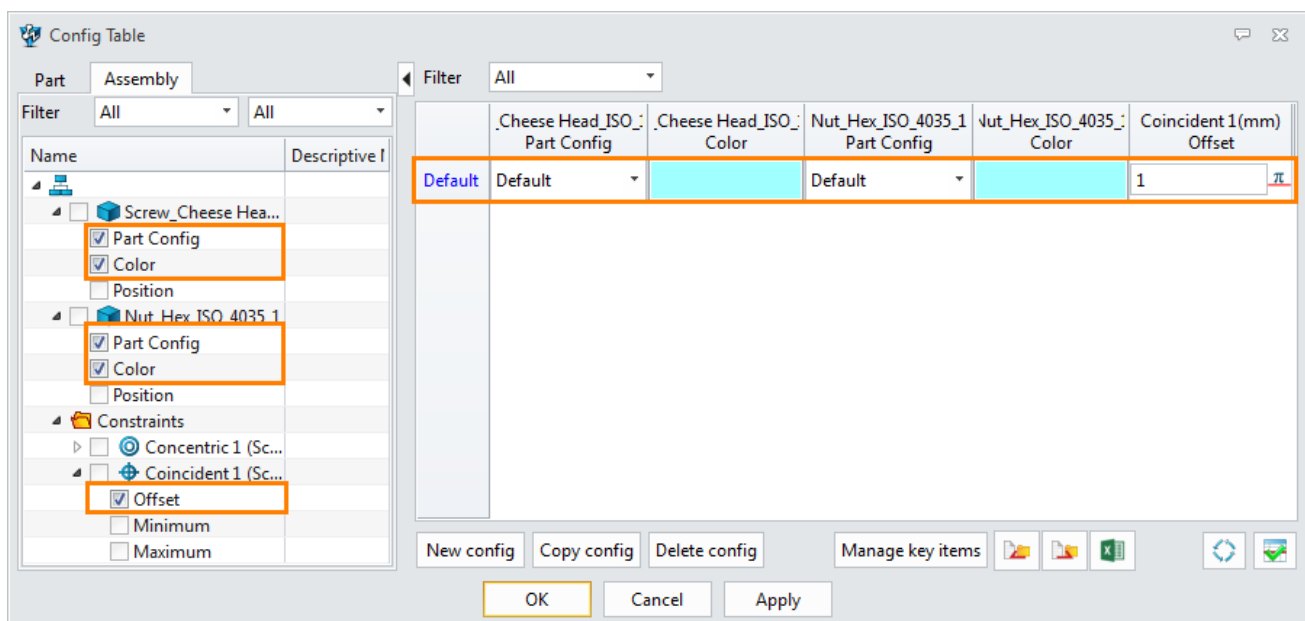 Config Table
Part Assembly
Filter All All
Name Descriptive
Screw_Cheese Hea...
Part Config
Color
Position
Nut_Hex_ISO_4035_1
Part Config
Color
Position
Constraints
Concentric 1 (Sc...
Coincident 1 (Sc...
Offset
Minimum
Maximum
Filter All
_Cheese Head_ISO_ _Cheese Head_ISO_ Nut_Hex_ISO_4035_1 Nut_Hex_ISO_4035_ Coincident 1(mm)
Part Config Color Part Config Color Offset
Default Default Default 1 π
New config Copy config Delete config Manage key items
OK Cancel Apply